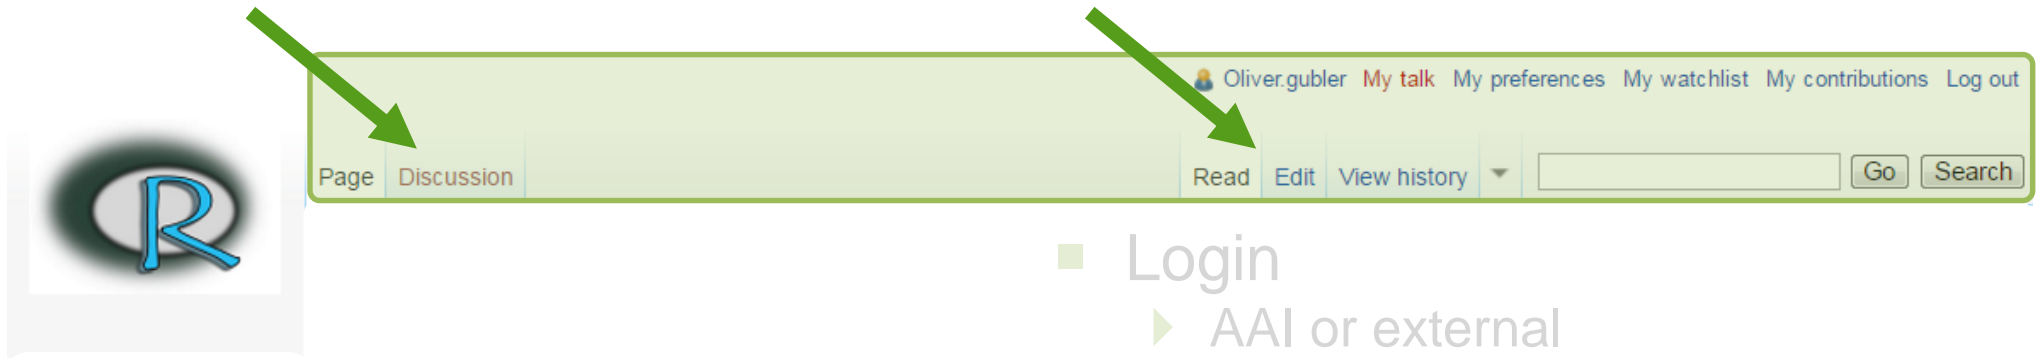 Oliver.gubler My talk My preferences My watchlist My contributions Log out
Page Discussion Read Edit View history Go Search
R
Login
AAI or external